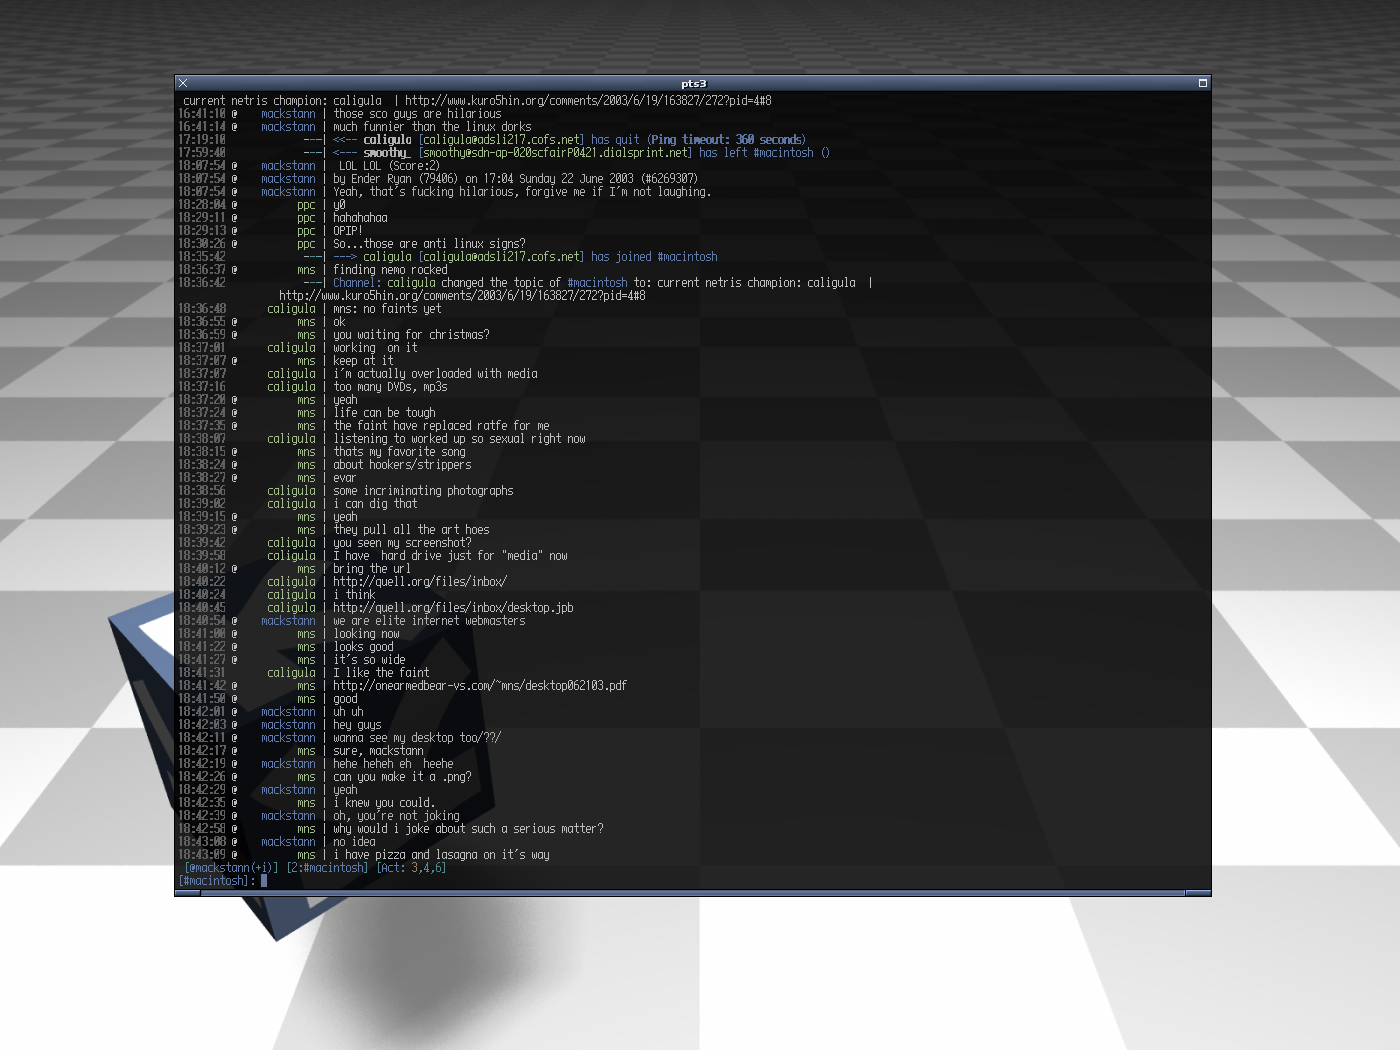 pts3
current netris champion: caligula | http://www.kuro5hin.org/comments/2003/6/19/163827/272?pid=4#8
16:41:10 @ mackstann | those sco guys are hilarious
16:41:14 @ mackstann | much funnier than the linux dorks
17:19:10 ---| <<-- caligula [caligula@adsli217.cofs.net] has quit (Ping timeout: 360 seconds)
17:59:40 ---| <--- smoothy_ [smoothy@sdn-ap-020scfairP0421.dialsprint.net] has left #macintosh ()
18:07:54 @ mackstann | LOL LOL (Score:2)
18:07:54 @ mackstann | by Ender Ryan (79406) on 17:04 Sunday 22 June 2003 (#6269307)
18:07:54 @ mackstann | Yeah, that's fucking hilarious, forgive me if I'm not laughing.
18:28:04 @ ppc | y0
18:29:11 @ ppc | hahahahaa
18:29:13 @ ppc | OPIP!
18:30:26 @ ppc | So...those are anti linux signs?
18:35:42 ---| ---> caligula [caligula@adsli217.cofs.net] has joined #macintosh
18:36:37 @ mns | finding nemo rocked
18:36:42 ---| Channel: caligula changed the topic of #macintosh to: current netris champion: caligula |
http://www.kuro5hin.org/comments/2003/6/19/163827/272?pid=4#8
18:36:48 caligula | mns: no faints yet
18:36:55 @ mns | ok
18:36:59 @ mns | you waiting for christmas?
18:37:01 caligula | working on it
18:37:07 @ mns | keep at it
18:37:07 caligula | i'm actually overloaded with media
18:37:16 caligula | too many DVDs, mp3s
18:37:20 @ mns | yeah
18:37:24 @ mns | life can be tough
18:37:35 @ mns | the faint have replaced ratfe for me
18:38:07 caligula | listening to worked up so sexual right now
18:38:15 @ mns | thats my favorite song
18:38:24 @ mns | about hookers/strippers
18:38:27 @ mns | evar
18:38:56 caligula | some incriminating photographs
18:39:02 caligula | i can dig that
18:39:15 @ mns | yeah
18:39:23 @ mns | they pull all the art hoes
18:39:42 caligula | you seen my screenshot?
18:39:58 caligula | I have hard drive just for "media" now
18:40:12 @ mns | bring the url
18:40:22 caligula | http://quell.org/files/inbox/
18:40:24 caligula | i think
18:40:45 caligula | http://quell.org/files/inbox/desktop.jpb
18:40:54 @ mackstann | we are elite internet webmasters
18:41:00 @ mns | looking now
18:41:22 @ mns | looks good
18:41:27 @ mns | it's so wide
18:41:31 caligula | I like the faint
18:41:42 @ mns | http://onearmedbear-vs.com/~mns/desktop062103.pdf
18:41:50 @ mns | good
18:42:01 @ mackstann | uh uh
18:42:03 @ mackstann | hey guys
18:42:11 @ mackstann | wanna see my desktop too/??/
18:42:17 @ mns | sure, mackstann
18:42:19 @ mackstann | hehe heheh eh heehe
18:42:26 @ mns | can you make it a .png?
18:42:29 @ mackstann | yeah
18:42:35 @ mns | i knew you could.
18:42:39 @ mackstann | oh, you're not joking
18:42:58 @ mns | why would i joke about such a serious matter?
18:43:08 @ mackstann | no idea
18:43:09 @ mns | i have pizza and lasagna on it's way
[@mackstann(+i)] [2:#macintosh] [Act: 3,4,6]
[#macintosh]: